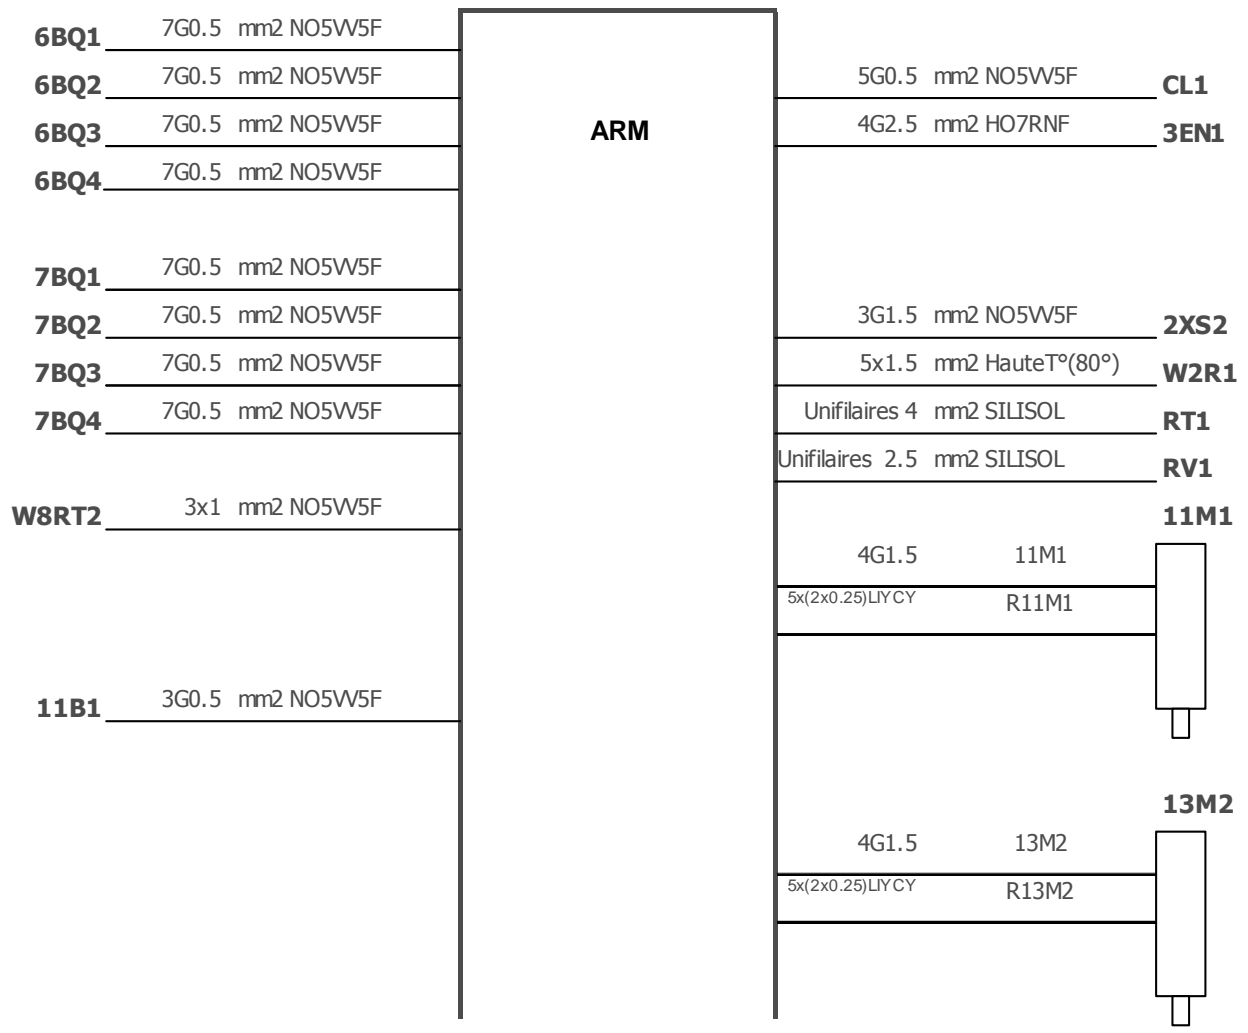 6BQ1 7G0.5 mm2 NO5VV5F
6BQ2 7G0.5 mm2 NO5VV5F
6BQ3 7G0.5 mm2 NO5VV5F
6BQ4 7G0.5 mm2 NO5VV5F
7BQ1 7G0.5 mm2 NO5VV5F
7BQ2 7G0.5 mm2 NO5VV5F
7BQ3 7G0.5 mm2 NO5VV5F
7BQ4 7G0.5 mm2 NO5VV5F
W8RT2 3x1 mm2 NO5VV5F
11B1 3G0.5 mm2 NO5VV5F
ARM
5G0.5 mm2 NO5VV5F CL1
4G2.5 mm2 HO7RNF 3EN1
3G1.5 mm2 NO5VV5F 2XS2
5x1.5 mm2 HauteT°(80°) W2R1
Unifilaires 4 mm2 SILISOL RT1
Unifilaires 2.5 mm2 SILISOL RV1
11M1
4G1.5 11M1
5x(2x0.25)LIYCY R11M1
13M2
4G1.5 13M2
5x(2x0.25)LIYCY R13M2